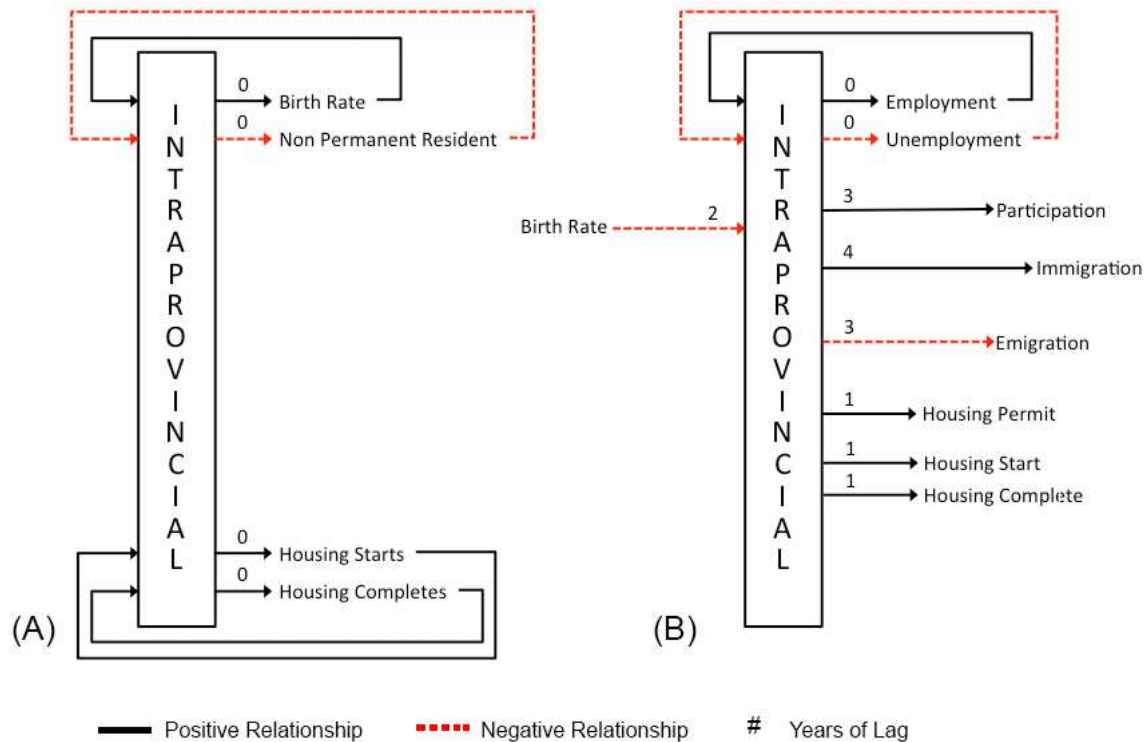 0
Birth Rate
0
Non Permanent Resident
INTRAPROVINCIAL
0
Housing Starts
0
Housing Completes
(A)
0
Employment
0
Unemployment
Birth Rate
2
INTRAPROVINCIAL
3
Participation
4
Immigration
3
Emigration
1
Housing Permit
1
Housing Start
1
Housing Complete
(B)
Positive Relationship
Negative Relationship
# Years of Lag